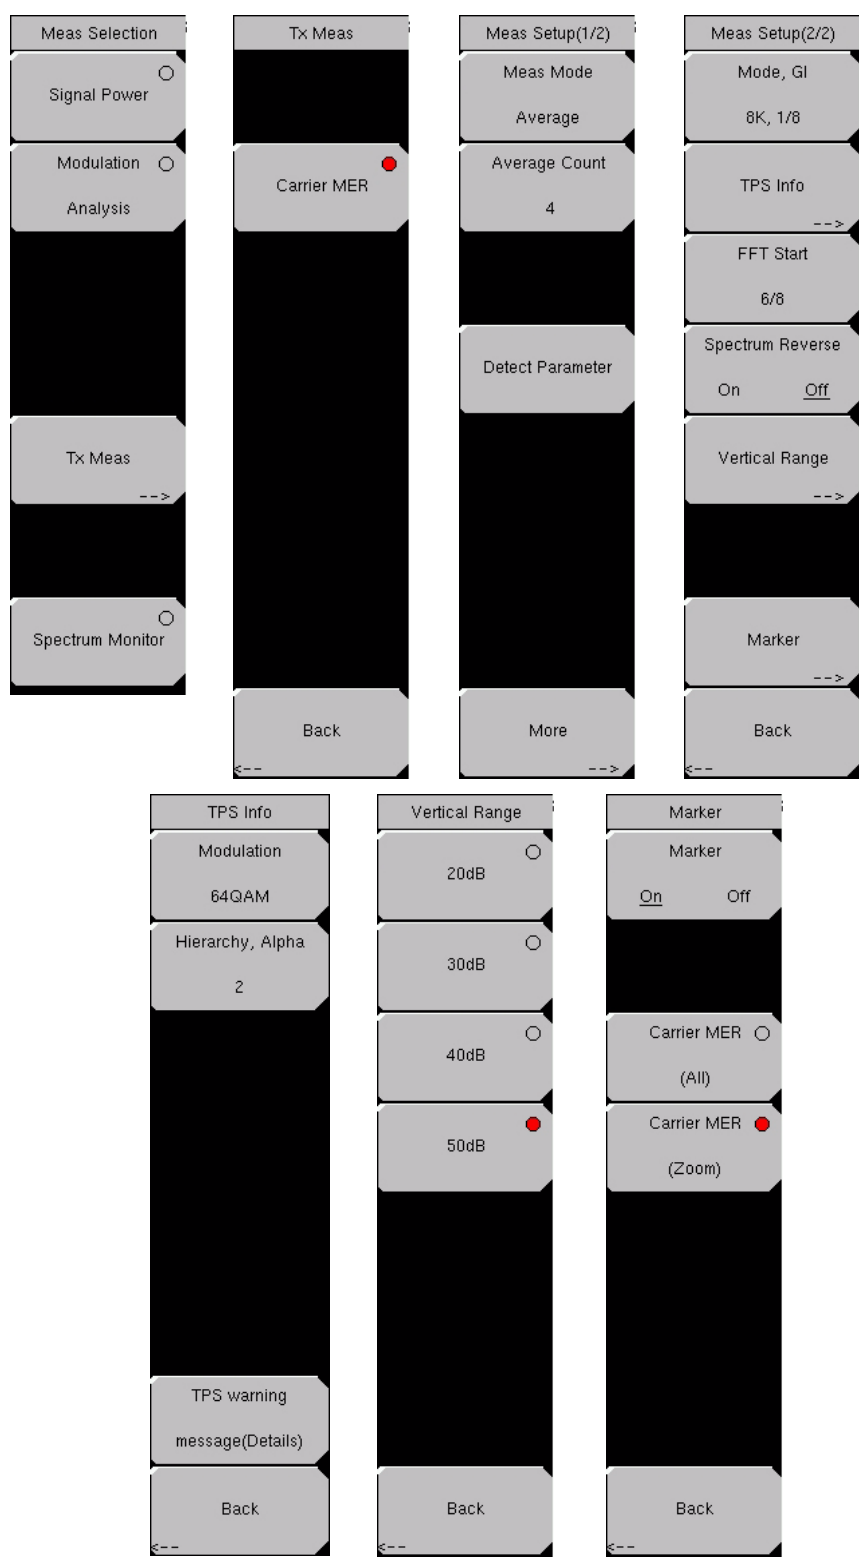 Meas Selection
Signal Power
Modulation
Analysis
Tx Meas
-->
Spectrum Monitor
Tx Meas
Carrier MER
Back
<--
Meas Setup(1/2)
Meas Mode
Average
Average Count
4
Detect Parameter
More
-->
Meas Setup(2/2)
Mode, GI
8K, 1/8
TPS Info
-->
FFT Start
6/8
Spectrum Reverse
On Off
Vertical Range
-->
Marker
-->
Back
<--
TPS Info
Modulation
64QAM
Hierarchy, Alpha
2
TPS warning
message(Details)
Back
<--
Vertical Range
20dB
30dB
40dB
50dB
Back
<--
Marker
Marker
On Off
Carrier MER
(All)
Carrier MER
(Zoom)
Back
<--